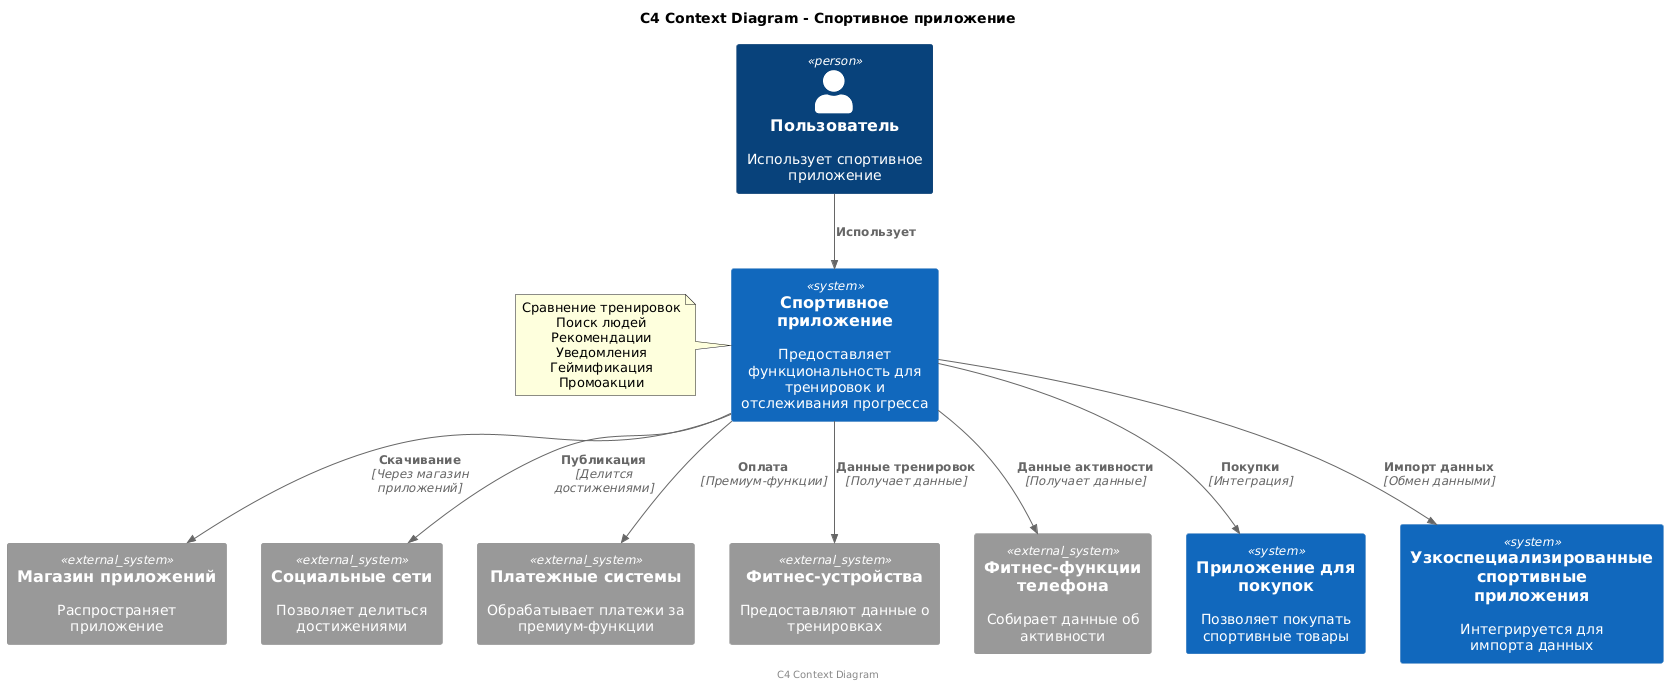 C4 Context Diagram - Спортивное приложение
«person»
Пользователь
Использует спортивное
приложение
Использует
«system»
Спортивное
приложение
Предоставляет
функциональность для
тренировок и
отслеживания прогресса
Сравнение тренировок
Поиск людей
Рекомендации
Уведомления
Геймификация
Промоакции
Скачивание
[Через магазин
приложений]
Публикация
[Делится
достижениями]
Оплата
[Премиум-функции]
Данные тренировок
[Получает данные]
Данные активности
[Получает данные]
Покупки
[Интеграция]
Импорт данных
[Обмен данными]
«external_system»
Магазин приложений
Распространяет
приложение
«external_system»
Социальные сети
Позволяет делиться
достижениями
«external_system»
Платежные системы
Обрабатывает платежи за
премиум-функции
«external_system»
Фитнес-устройства
Предоставляют данные о
тренировках
«external_system»
Фитнес-функции
телефона
Собирает данные об
активности
«system»
Приложение для
покупок
Позволяет покупать
спортивные товары
«system»
Узкоспециализированные
спортивные
приложения
Интегрируется для
импорта данных
C4 Context Diagram